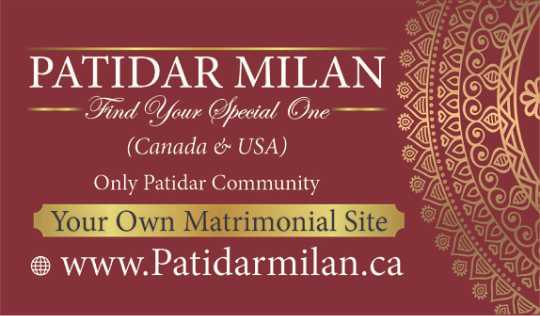 PATIDAR MILAN
Find Your Special One
(Canada & USA)
Only Patidar Community
Your Own Matrimonial Site
www.Patidarmilan.ca